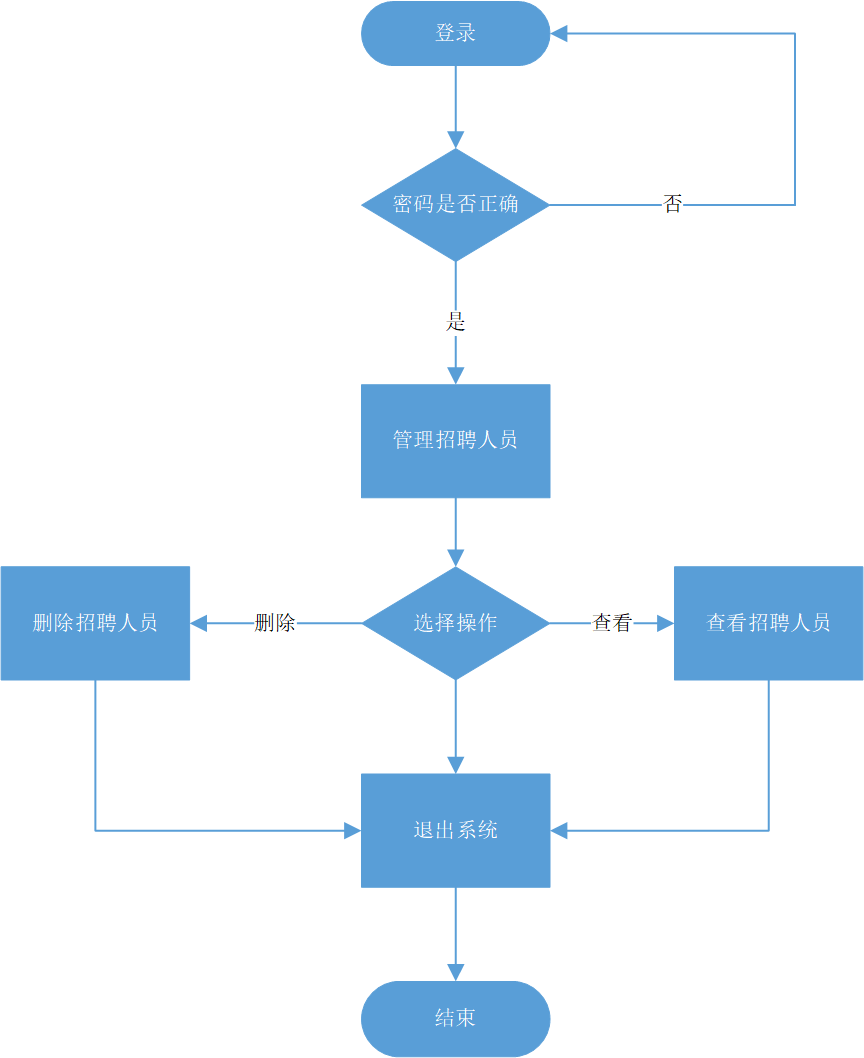 登录
密码是否正确
否
是
管理招聘人员
删除招聘人员
删除
选择操作
查看
查看招聘人员
退出系统
结束